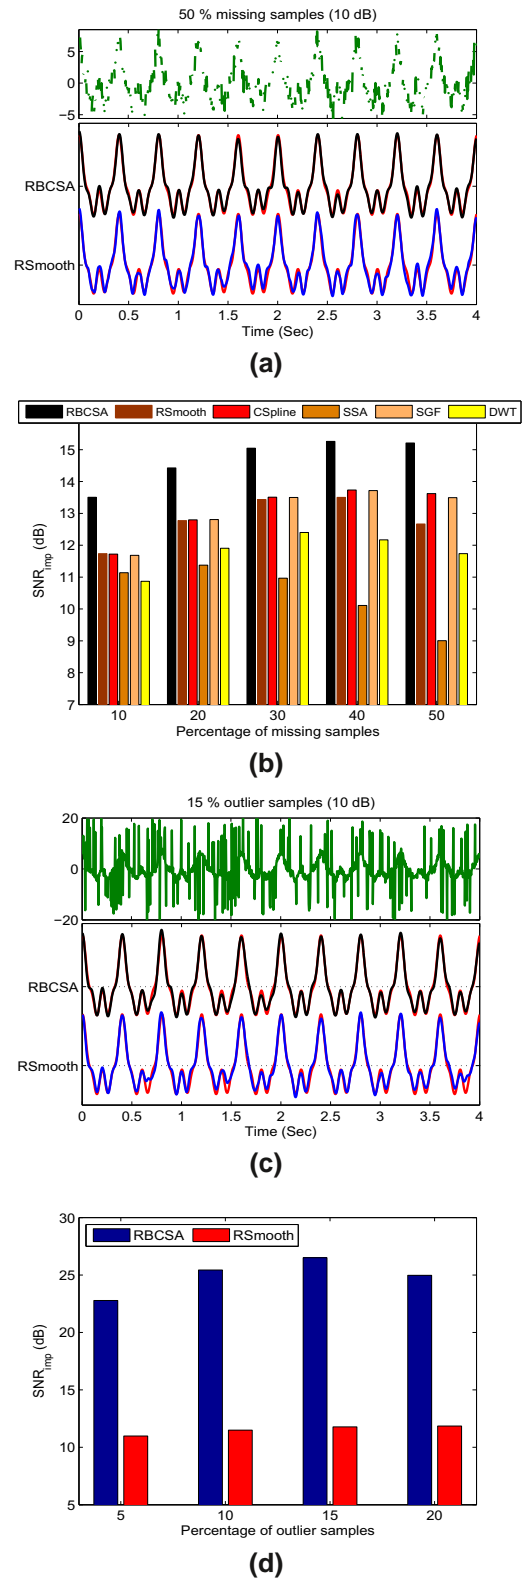 50 % missing samples (10 dB)
5
0
−5
RBCSA
RSmooth
0 0.5 1 1.5 2 2.5 3 3.5 4
Time (Sec)
(a)
RBCSA RSmooth CSpline SSA SGF DWT
15
14
13
12
11
10
9
8
7
SNRimp (dB)
10 20 30 40 50
Percentage of missing samples
(b)
15 % outlier samples (10 dB)
20
0
−20
RBCSA
RSmooth
0 0.5 1 1.5 2 2.5 3 3.5 4
Time (Sec)
(c)
30
25
20
15
10
5
SNRimp (dB)
RBCSA RSmooth
5 10 15 20
Percentage of outlier samples
(d)